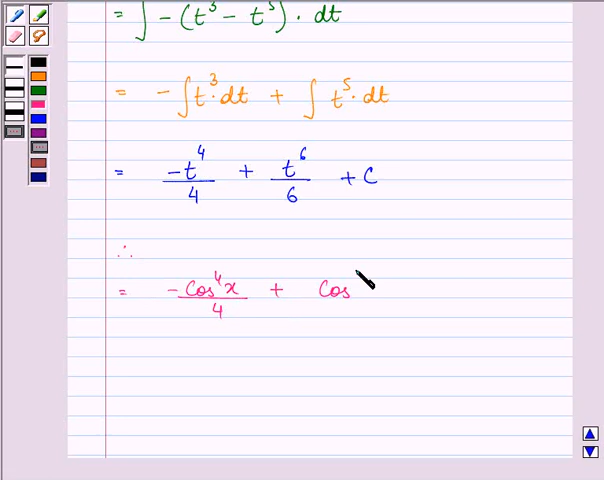 = ∫ - (t³ - t⁵) · dt
= - ∫ t³· dt + ∫ t⁵· dt
= -t⁴/4 + t⁶/6 + C
∴
= -Cos⁴x/4 + Cos